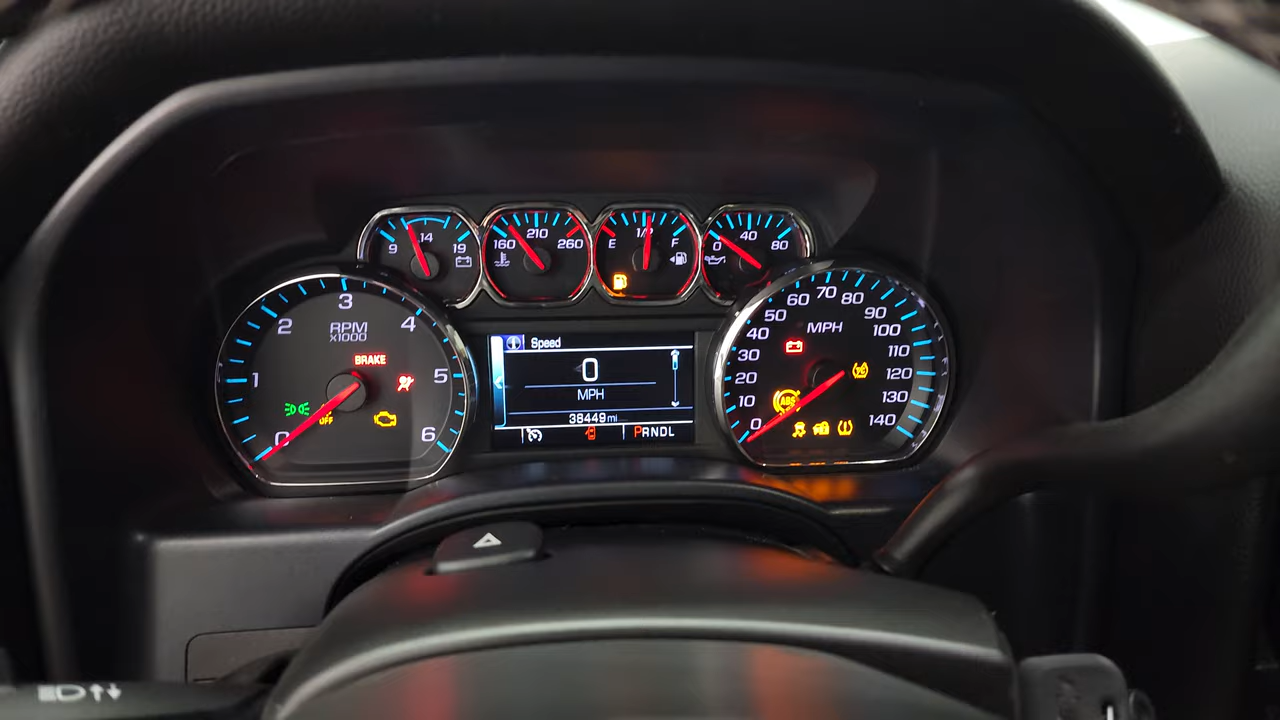 9 14 19
160 210 260
E 1/2 F
0 40 80
0 1 2 3 4 5 6
RPM
x1000
BRAKE
OFF
Speed
0
MPH
38449 mi
PRNDL
0 10 20 30 40 50 60 70 80 90 100 110 120 130 140
MPH
ABS